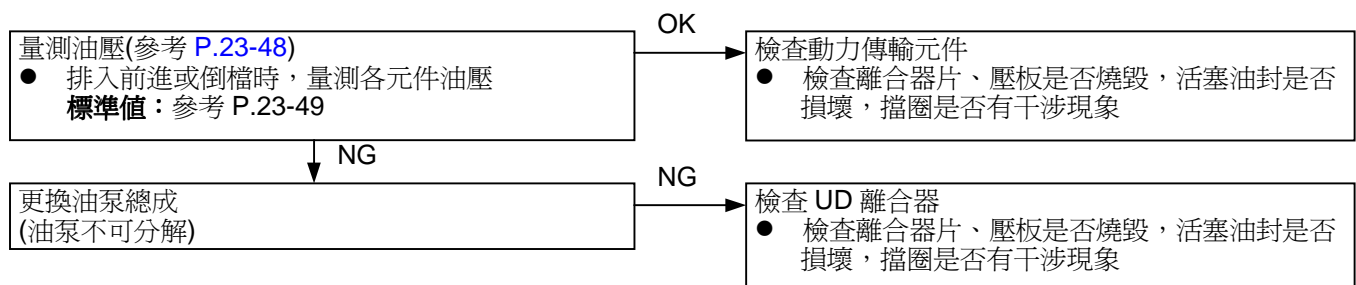 OK
量測油壓(參考 P.23-48)
● 排入前進或倒檔時，量測各元件油壓
標準值：參考 P.23-49
檢查動力傳輸元件
● 檢查離合器片、壓板是否燒毀，活塞油封是否
損壞，擋圈是否有干涉現象
NG
更換油泵總成
(油泵不可分解)
NG
檢查 UD 離合器
● 檢查離合器片、壓板是否燒毀，活塞油封是否
損壞，擋圈是否有干涉現象